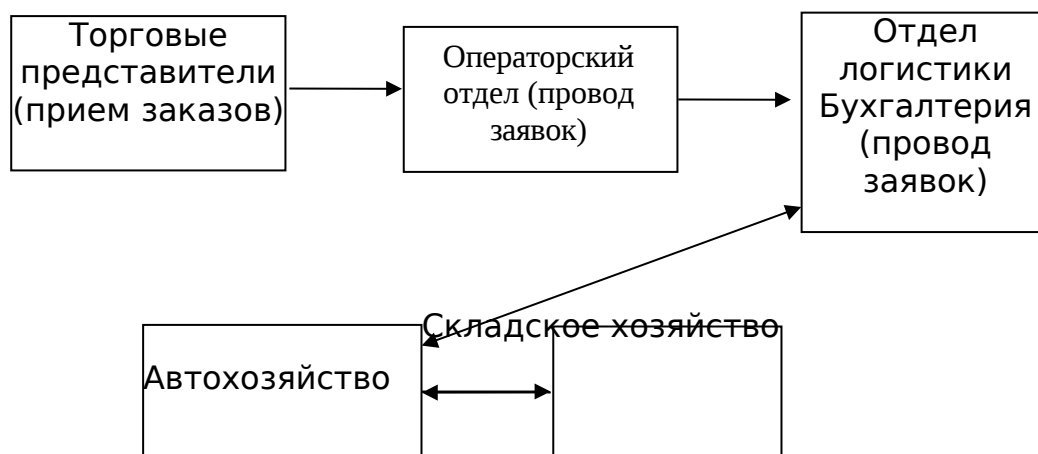 Торговые
представители
(прием заказов)
Операторский
отдел (провод
заявок)
Отдел
логистики
Бухгалтерия
(провод
заявок)
Складское хозяйство
Автохозяйство